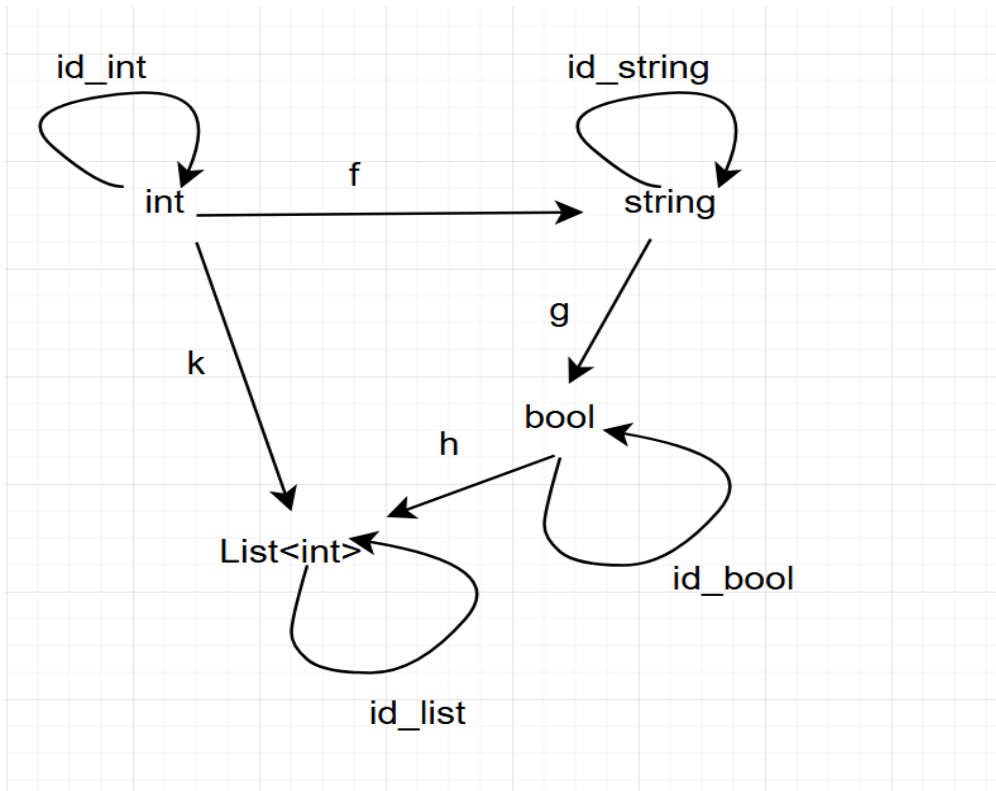 id_int
id_string
f
int
string
g
k
bool
h
List<int>
id_bool
id_list